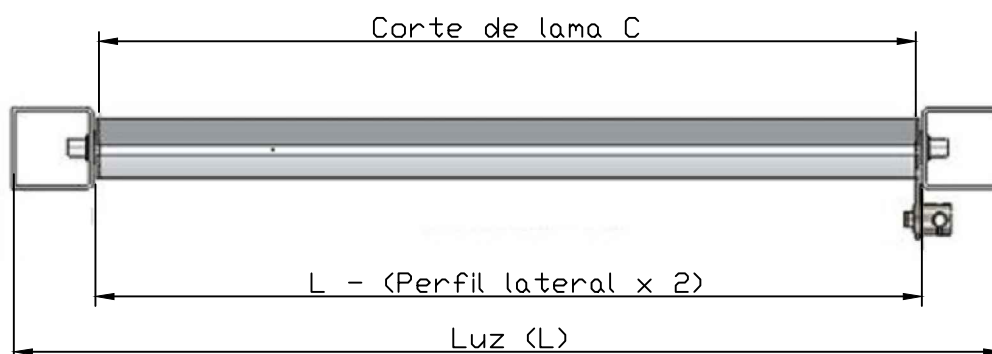 Corte de lama C
L - (Perfil lateral x 2)
Luz (L)